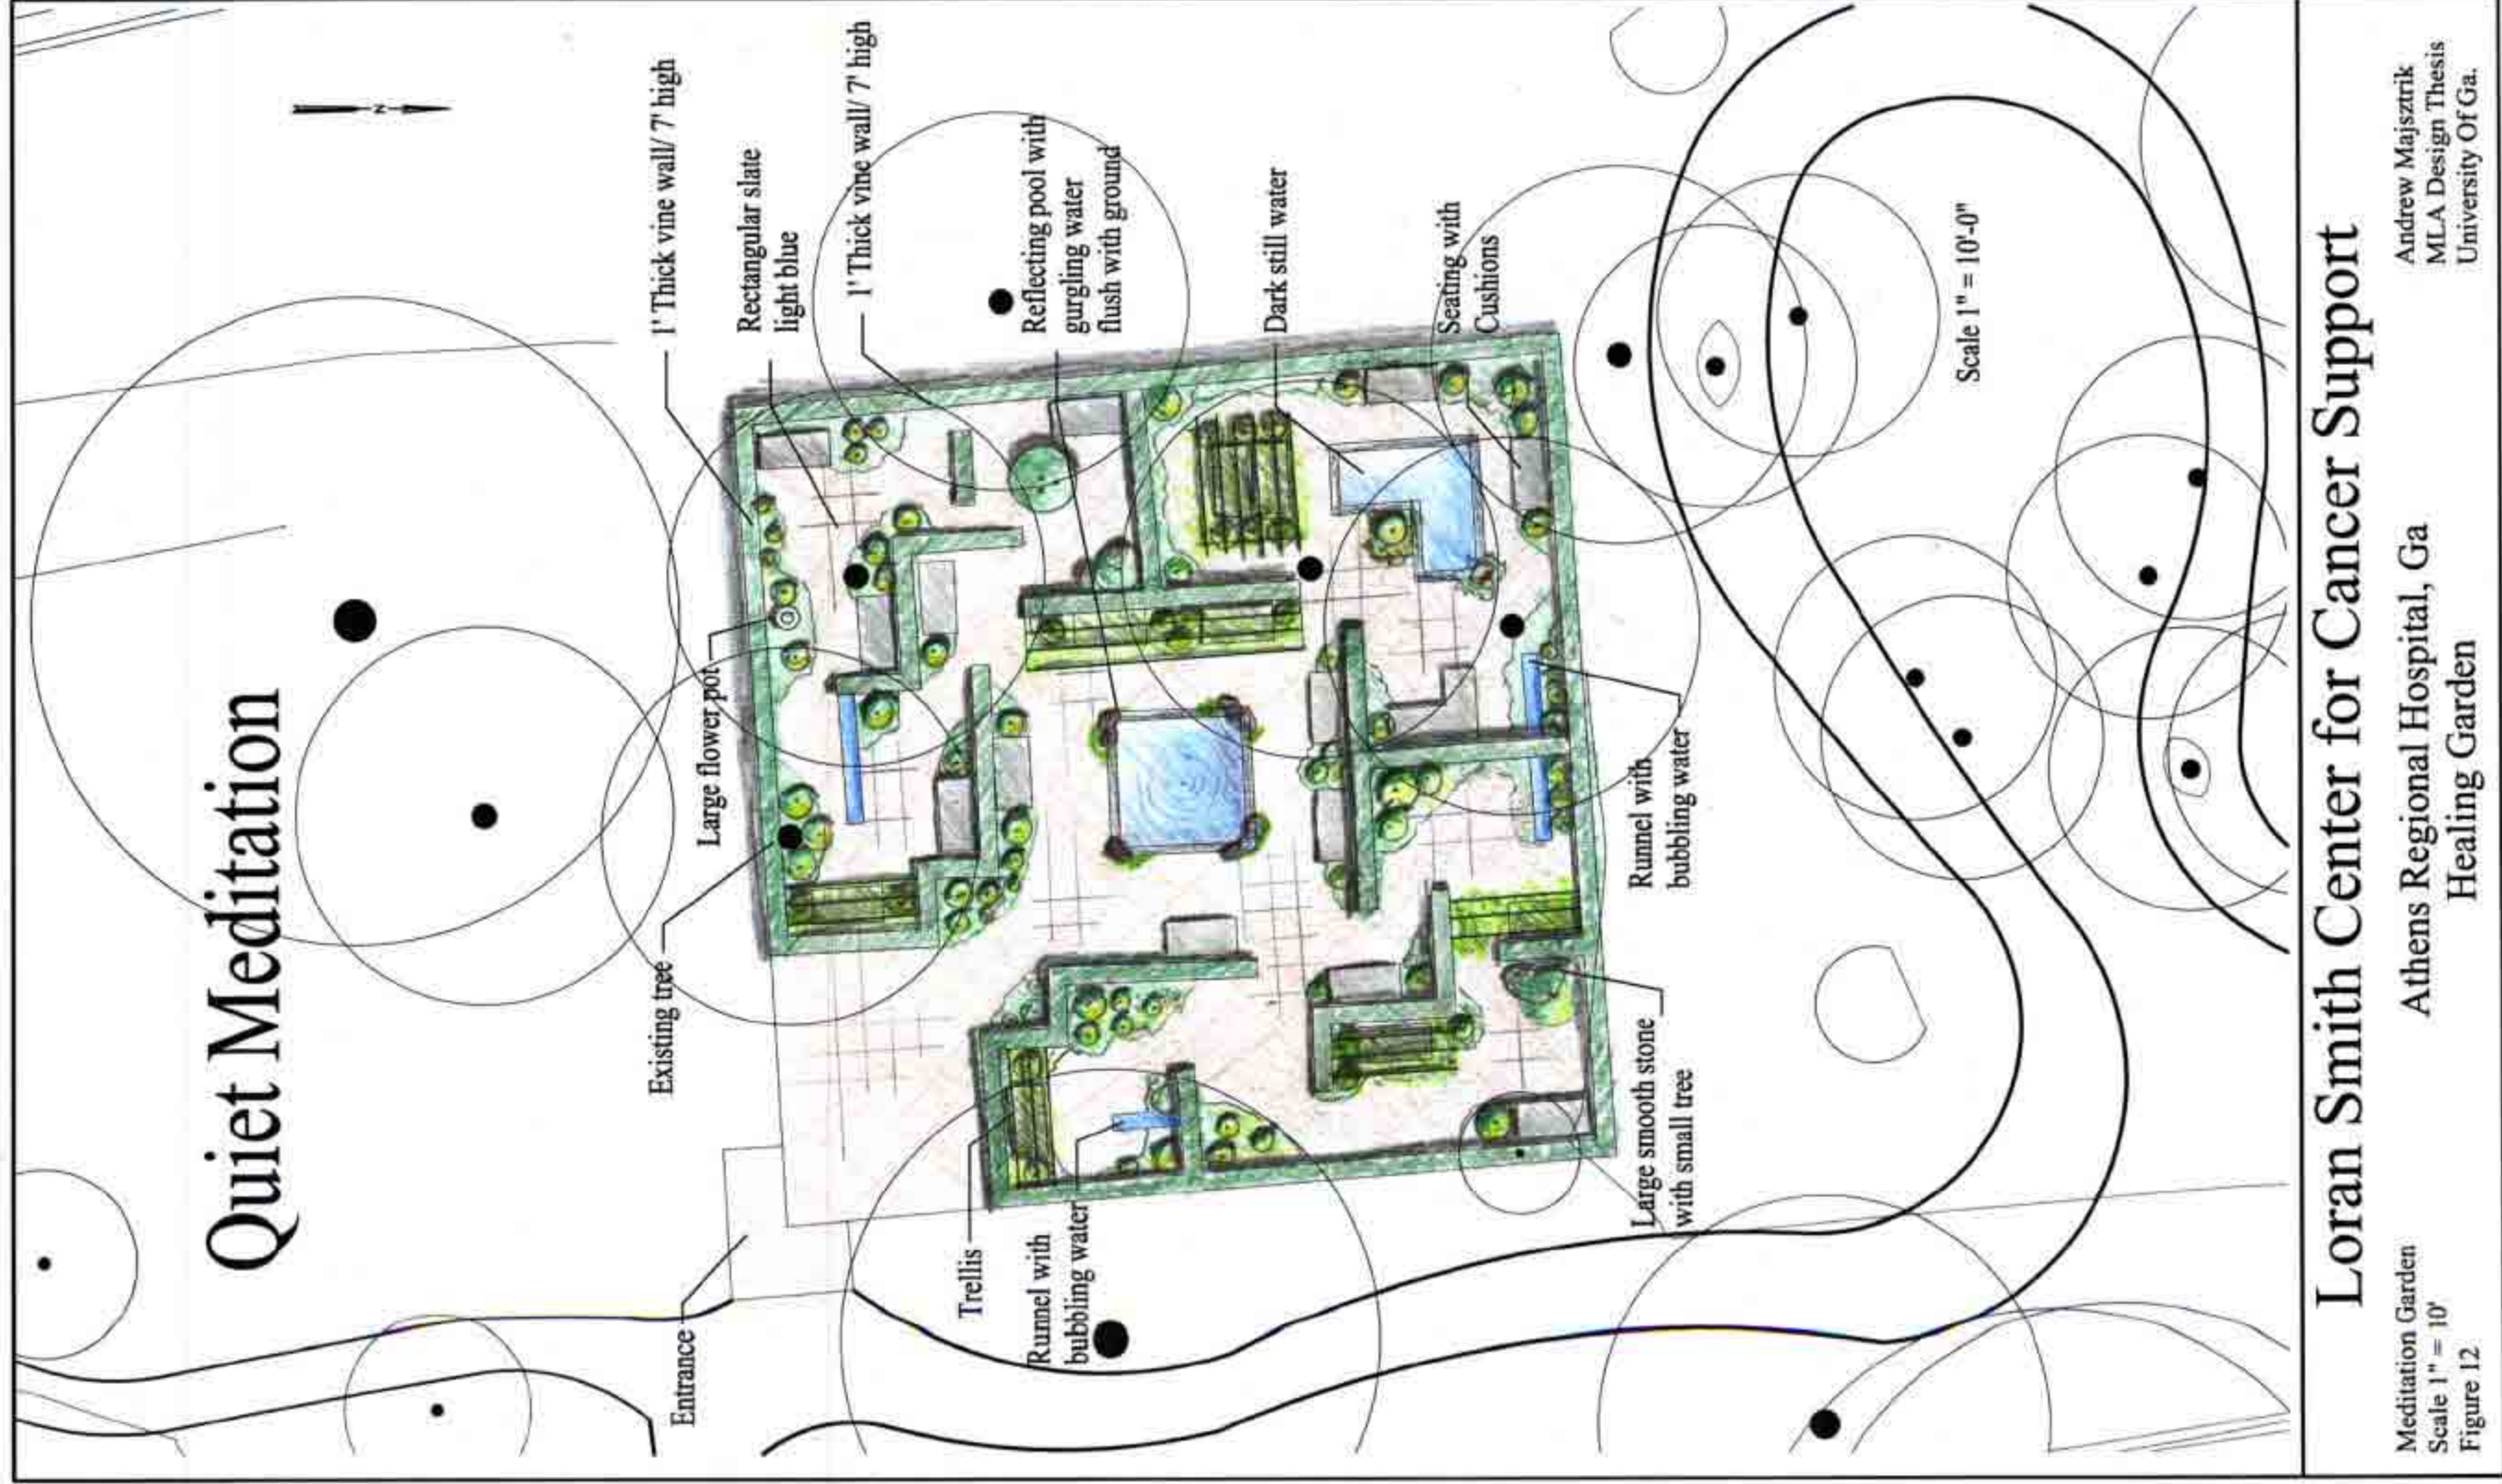 Quiet Meditation
1' Thick vine wall/ 7' high
Rectangular slate
light blue
1' Thick vine wall/ 7' high
Reflecting pool with
gurgling water
flush with ground
Dark still water
Seating with
Cushions
Large flower pot
Existing tree
Entrance
Trellis
Runnel with
bubbling water
Large smooth stone
with small tree
Runnel with
bubbling water
N
Scale 1" = 10'-0"
Loran Smith Center for Cancer Support
Athens Regional Hospital, Ga
Healing Garden
Meditation Garden
Scale 1" = 10'
Figure 12
Andrew Majsztrik
MLA Design Thesis
University Of Ga.